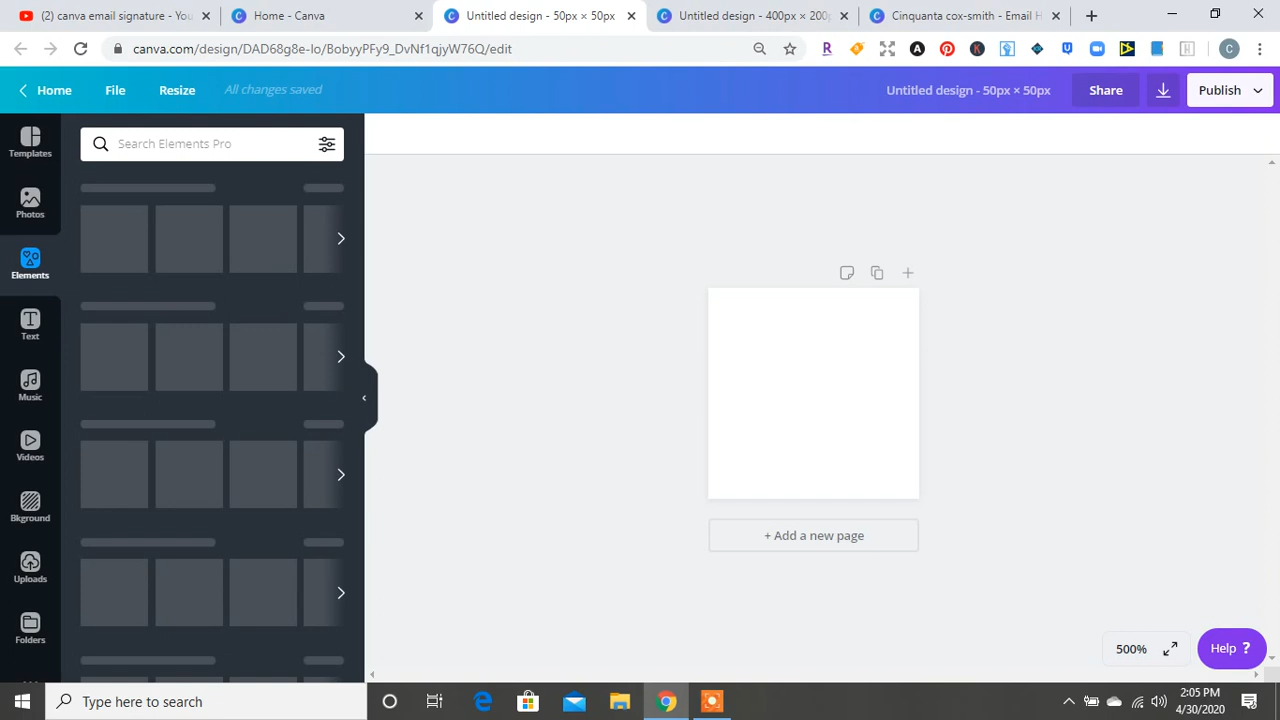 (2) canva email signature - You
Home - Canva
Untitled design - 50px × 50px
Untitled design - 400px × 200p
Cinquanta cox-smith - Email H
canva.com/design/DAD68g8e-lo/BobyyPFy9_DvNf1qjyW76Q/edit
Home
File
Resize
All changes saved
Untitled design - 50px × 50px
Share
Publish
Templates
Photos
Elements
Text
Music
Videos
Bkground
Uploads
Folders
Search Elements Pro
+ Add a new page
500%
Help ?
Type here to search
2:05 PM
4/30/2020